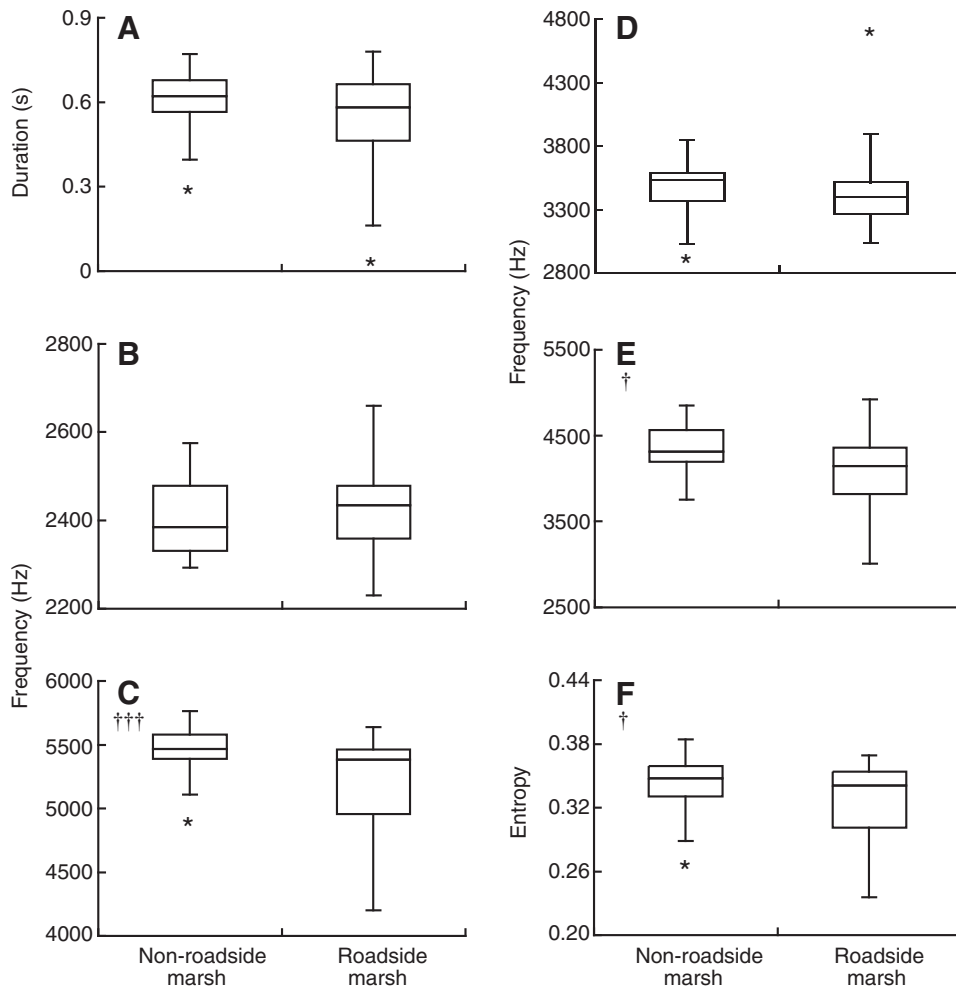 A
Duration (s)
0.9
0.6
0.3
0
*
*
B
Frequency (Hz)
2800
2600
2400
2200
C
†††
6000
5500
5000
4500
4000
*
Non-roadside
marsh
Roadside
marsh
D
Frequency (Hz)
4800
4300
3800
3300
2800
*
*
E
†
5500
4500
3500
2500
F
†
Entropy
0.44
0.38
0.32
0.26
0.20
*
Non-roadside
marsh
Roadside
marsh